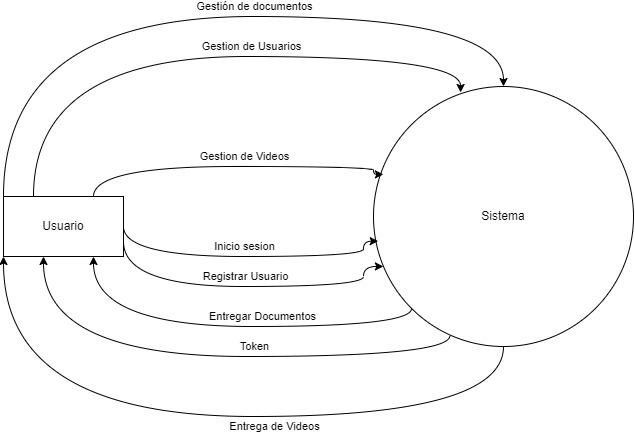 Gestión de documentos
Gestion de Usuarios
Gestion de Videos
Usuario
Sistema
Inicio sesion
Registrar Usuario
Entregar Documentos
Token
Entrega de Videos